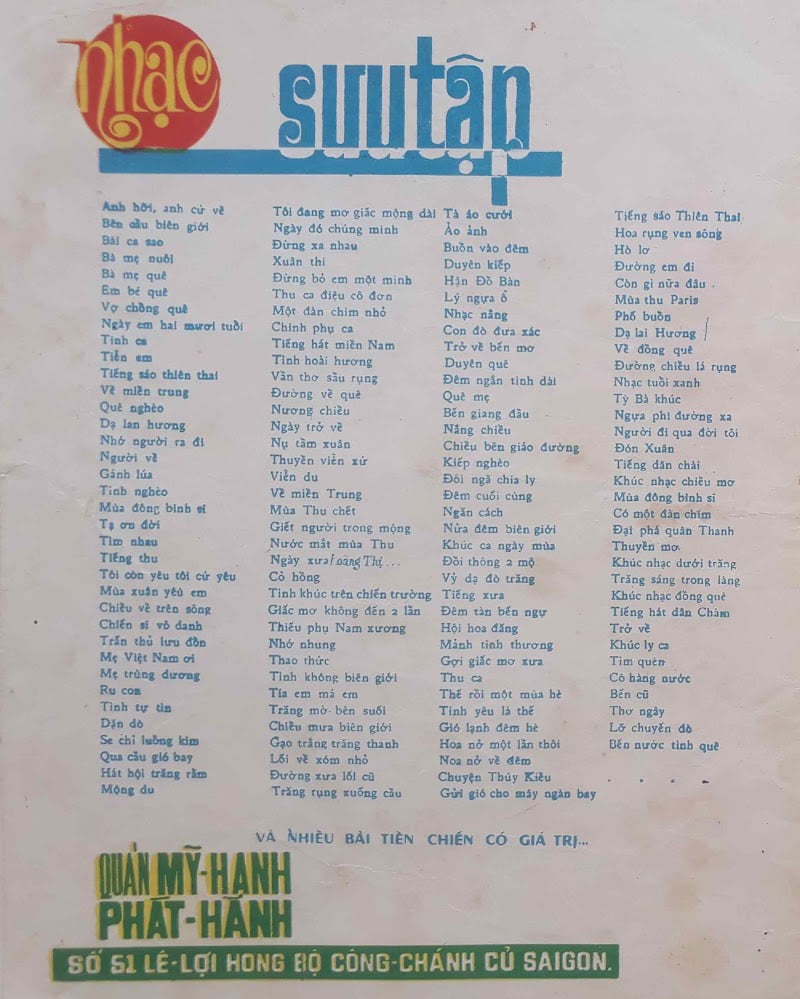 nhạc
sưu tập
Anh hỡi, anh cứ về
Bên cầu biên giới
Bài ca sao
Bà mẹ nuôi
Bà mẹ quê
Em bé quê
Vợ chồng quê
Ngày em hai mươi tuổi
Tình ca
Tiễn em
Tiếng sáo thiên thai
Về miền trung
Quê nghèo
Dạ lan hương
Nhớ người ra đi
Người về
Gánh lúa
Tình nghèo
Mùa đông binh sĩ
Tạ ơn đời
Tìm nhau
Tiếng thu
Tôi còn yêu tôi cứ yêu
Mùa xuân yêu em
Chiều về trên sông
Chiến sĩ vô danh
Trấn thủ lưu đồn
Mẹ Việt Nam ơi
Mẹ trùng dương
Ru con
Tình tự tin
Dặn dò
Se chỉ luồng kim
Qua cầu gió bay
Hát hội trăng rằm
Mộng du
Tôi đang mơ giấc mộng dài
Ngày đó chúng mình
Đừng xa nhau
Xuân thì
Đừng bỏ em một mình
Thu ca điệu cô đơn
Một đàn chim nhỏ
Chinh phụ ca
Tiếng hát miền Nam
Tình hoài hương
Vần thơ sầu rụng
Đường về quê
Nương chiều
Ngày trở về
Nụ tầm xuân
Thuyền viễn xứ
Viễn du
Về miền Trung
Mùa Thu chết
Giết người trong mộng
Nước mắt mùa Thu
Ngày xưa Hoàng Thị...
Cỏ hồng
Tình khúc trên chiến trường
Giấc mơ không đến 2 lần
Thiếu phụ Nam xương
Nhớ nhung
Thao thức
Tình không biên giới
Tía em má em
Trăng mờ bên suối
Chiều mưa biên giới
Gạo trắng trăng thanh
Lối về xóm nhỏ
Đường xưa lối cũ
Trăng rụng xuống cầu
Tà áo cưới
Ảo ảnh
Buồn vào đêm
Duyên kiếp
Hận Đồ Bàn
Lý ngựa ô
Nhạc nắng
Con đò đưa xác
Trở về bến mơ
Duyên quê
Đêm ngắn tình dài
Quê mẹ
Bến giang đầu
Nắng chiều
Chiều bên giáo đường
Kiếp nghèo
Đôi ngã chia ly
Đêm cuối cùng
Ngăn cách
Nửa đêm biên giới
Khúc ca ngày mùa
Đồi thông 2 mộ
Vỹ dạ đò trăng
Tiếng xưa
Đêm tàn bến ngự
Hội hoa đăng
Mảnh tình thương
Gợi giấc mơ xưa
Thu ca
Thế rồi một mùa hè
Tình yêu là thế
Gió lạnh đêm hè
Hoa nở một lần thôi
Noa nở về đêm
Chuyện Thúy Kiều
Gửi gió cho mây ngàn bay
Tiếng sáo Thiên Thai
Hoa rụng ven sông
Hò lơ
Đường em đi
Còn gì nữa đâu
Mùa thu Paris
Phố buồn
Dạ lai Hương
Về đồng quê
Đường chiều lá rụng
Nhạc tuổi xanh
Tỳ Bà khúc
Ngựa phi đường xa
Người đi qua đời tôi
Đón Xuân
Tiếng dân chài
Khúc nhạc chiều mơ
Mùa đông binh sĩ
Có một đàn chim
Đại phá quân Thanh
Thuyền mơ
Khúc nhạc dưới trăng
Trăng sáng trong làng
Khúc nhạc đồng quê
Tiếng hát dân Chàm
Trở về
Khúc ly ca
Tìm quên
Cô hàng nước
Bến cũ
Thơ ngây
Lỡ chuyến đò
Bến nước tình quê
. . . .
VÀ NHIỀU BÀI TIỀN CHIẾN CÓ GIÁ TRỊ...
QUÁN MỸ-HẠNH
PHÁT-HÀNH
SỐ 51 LÊ-LỢI HONG BỘ CÔNG-CHÁNH CỦ SAIGON.